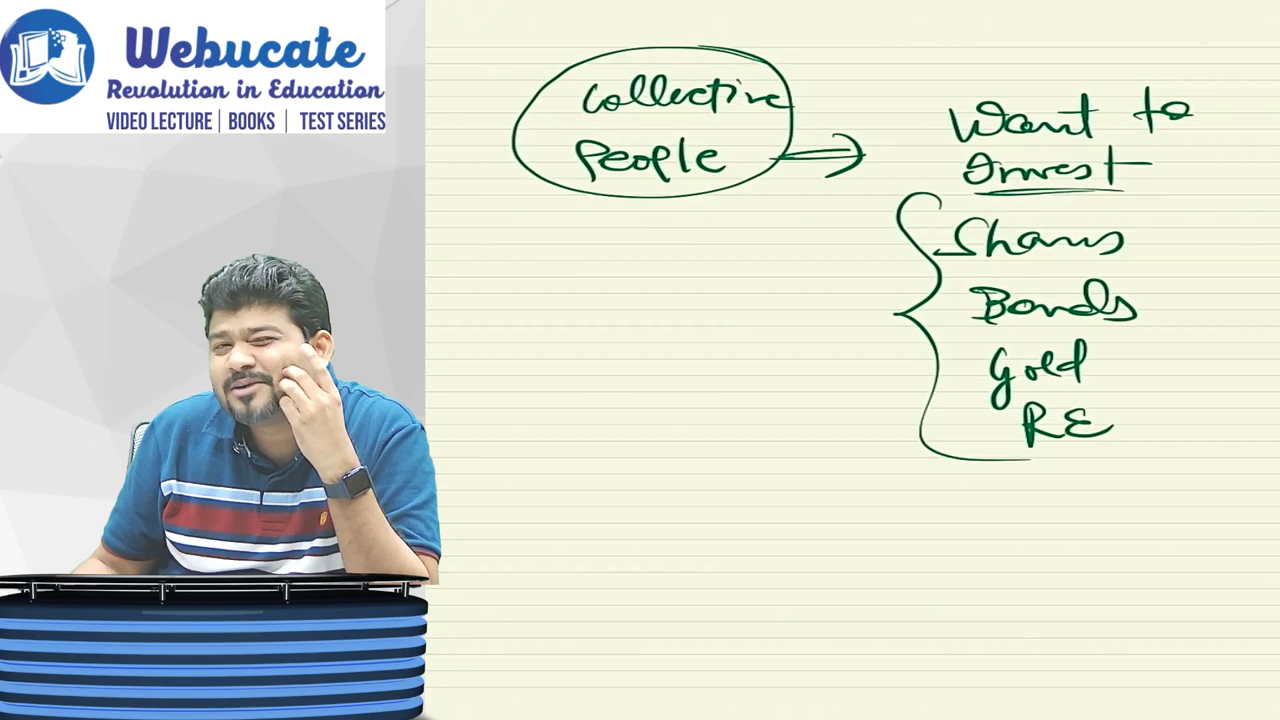 Webucate
Revolution in Education
VIDEO LECTURE | BOOKS | TEST SERIES
Collective
People
Want to
Invest
Shares
Bonds
Gold
RE